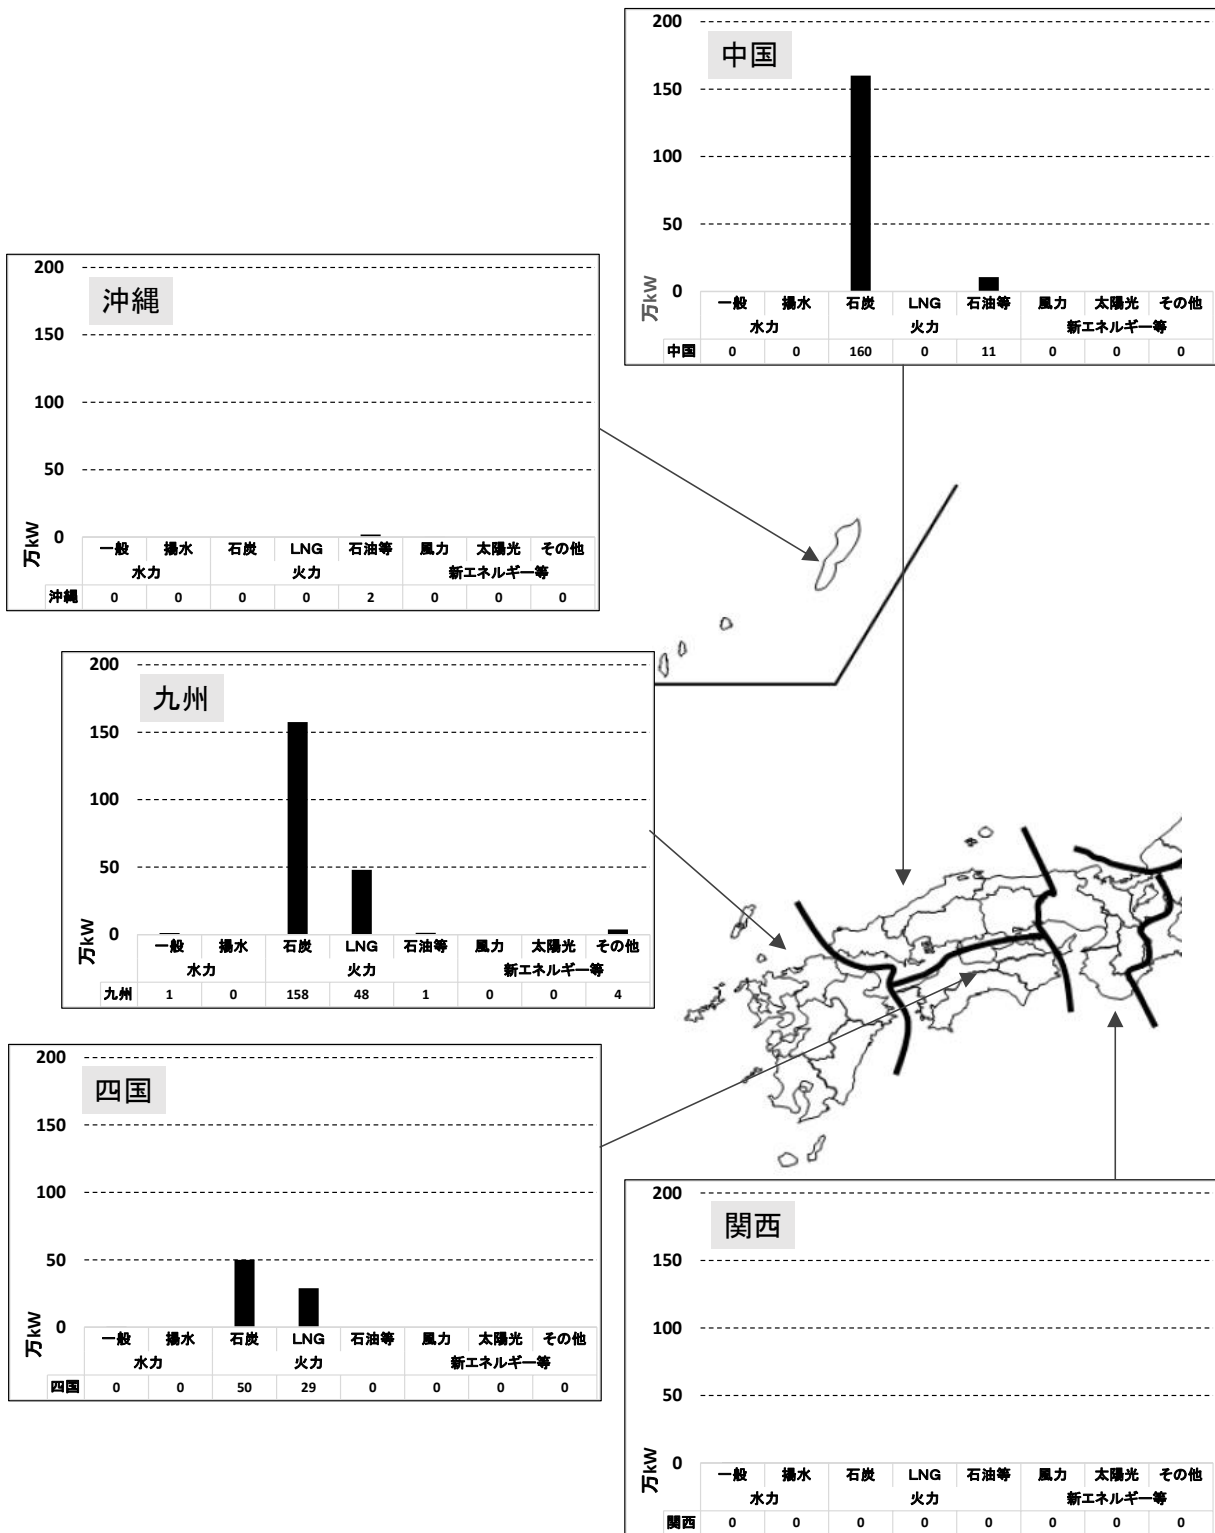 中国
200
150
100
50
0
万kW
一般 揚水 石炭 LNG 石油等 風力 太陽光 その他
水力 火力 新エネルギー等
中国 0 0 160 0 11 0 0 0
沖縄
200
150
100
50
0
万kW
一般 揚水 石炭 LNG 石油等 風力 太陽光 その他
水力 火力 新エネルギー等
沖縄 0 0 0 0 2 0 0 0
九州
200
150
100
50
0
万kW
一般 揚水 石炭 LNG 石油等 風力 太陽光 その他
水力 火力 新エネルギー等
九州 1 0 158 48 1 0 0 4
四国
200
150
100
50
0
万kW
一般 揚水 石炭 LNG 石油等 風力 太陽光 その他
水力 火力 新エネルギー等
四国 0 0 50 29 0 0 0 0
関西
200
150
100
50
0
万kW
一般 揚水 石炭 LNG 石油等 風力 太陽光 その他
水力 火力 新エネルギー等
関西 0 0 0 0 0 0 0 0